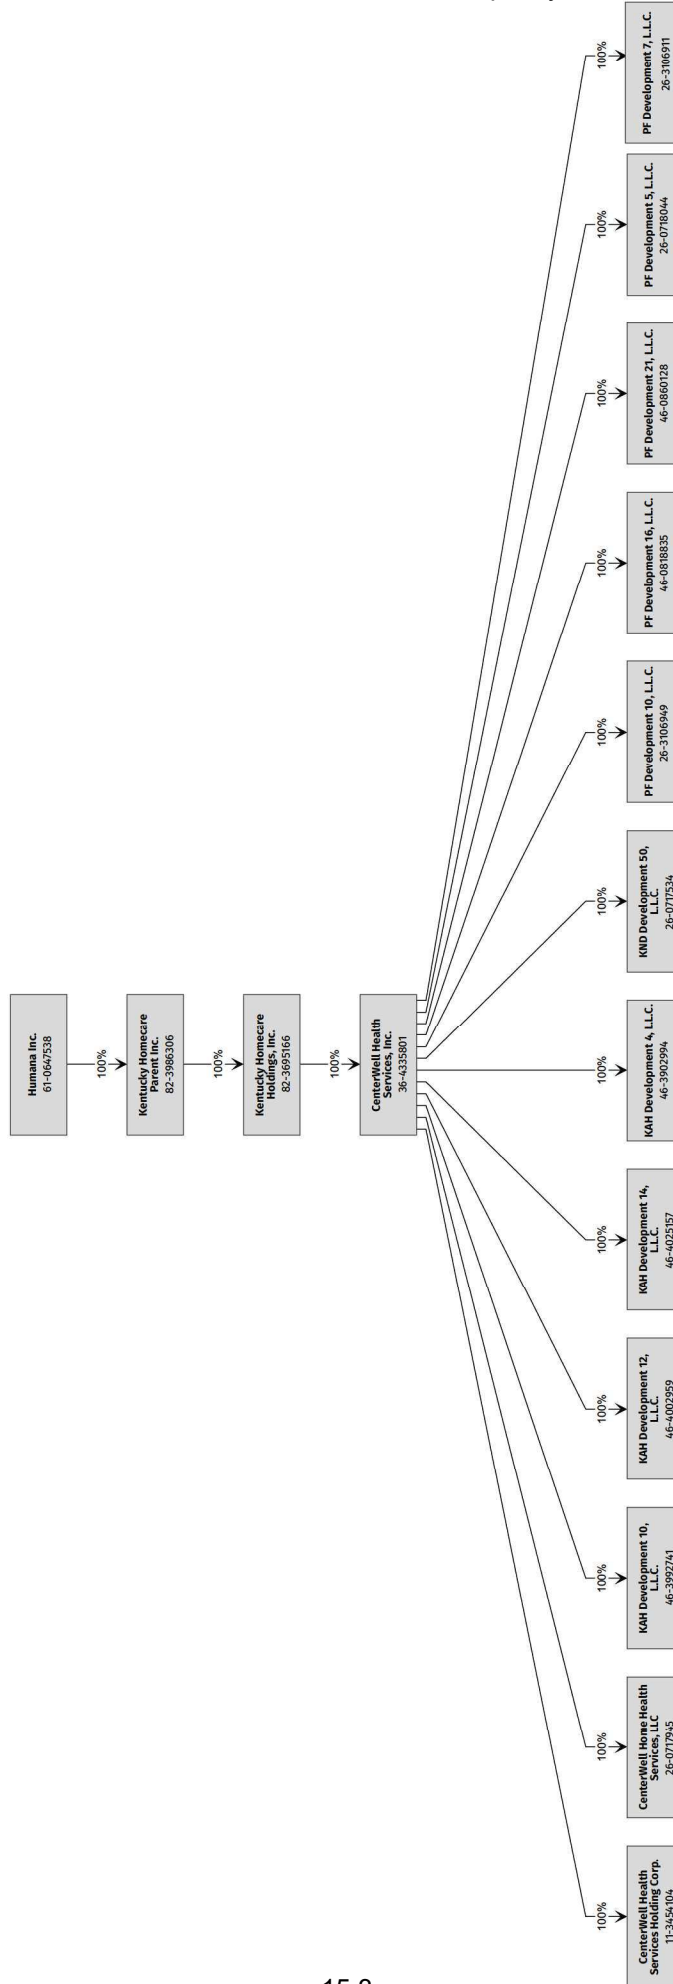 Humana Inc.
61-0647538
100%
Kentucky Homecare
Parent Inc.
82-3986306
100%
Kentucky Homecare
Holdings, Inc.
82-3695166
100%
CenterWell Health
Services, Inc.
36-4335801
100%
CenterWell Health
Services Holding Corp.
11-3454104
100%
CenterWell Home Health
Services, LLC
26-0717945
100%
KAH Development 10,
L.L.C.
46-3992741
100%
KAH Development 12,
L.L.C.
46-4002959
100%
KAH Development 14,
L.L.C.
46-4025157
100%
KAH Development 4, L.L.C.
46-3902994
100%
KND Development 50,
L.L.C.
26-0717534
100%
PF Development 10, L.L.C.
26-3106949
100%
PF Development 16, L.L.C.
46-0818835
100%
PF Development 21, L.L.C.
46-0860128
100%
PF Development 5, L.L.C.
26-0718044
100%
PF Development 7, L.L.C.
26-3106911